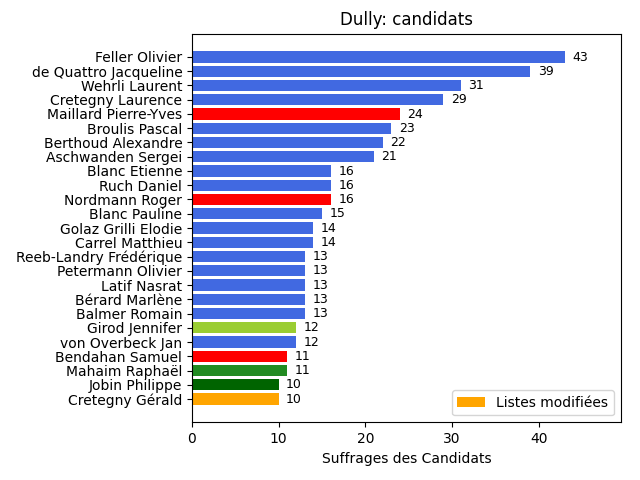 Dully: candidats
Feller Olivier 43
de Quattro Jacqueline 39
Wehrli Laurent 31
Cretegny Laurence 29
Maillard Pierre-Yves 24
Broulis Pascal 23
Berthoud Alexandre 22
Aschwanden Sergei 21
Blanc Etienne 16
Ruch Daniel 16
Nordmann Roger 16
Blanc Pauline 15
Golaz Grilli Elodie 14
Carrel Matthieu 14
Reeb-Landry Frédérique 13
Petermann Olivier 13
Latif Nasrat 13
Bérard Marlène 13
Balmer Romain 13
Girod Jennifer 12
von Overbeck Jan 12
Bendahan Samuel 11
Mahaim Raphaël 11
Jobin Philippe 10
Cretegny Gérald 10
Listes modifiées
0 10 20 30 40
Suffrages des Candidats